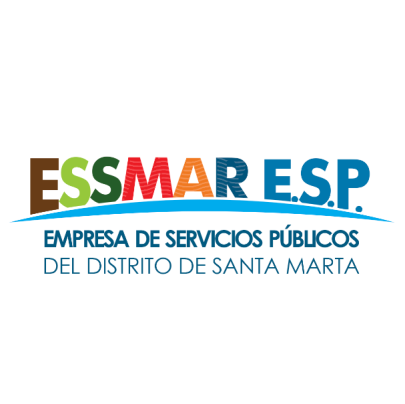 ESSMAR E.S.P.
EMPRESA DE SERVICIOS PÚBLICOS
DEL DISTRITO DE SANTA MARTA